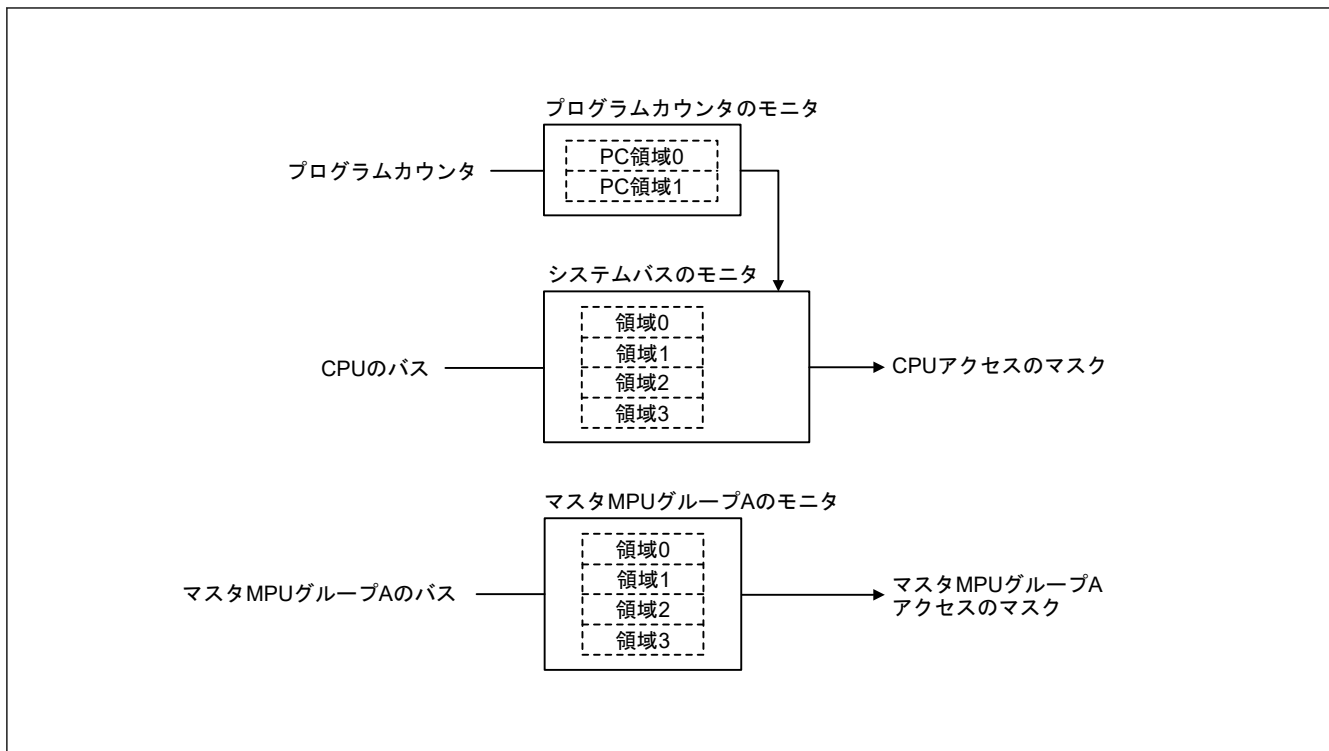 プログラムカウンタのモニタ
プログラムカウンタ
PC領域0
PC領域1
システムバスのモニタ
CPUのバス
領域0
領域1
領域2
領域3
CPUアクセスのマスク
マスタMPUグループAのモニタ
マスタMPUグループAのバス
領域0
領域1
領域2
領域3
マスタMPUグループA
アクセスのマスク